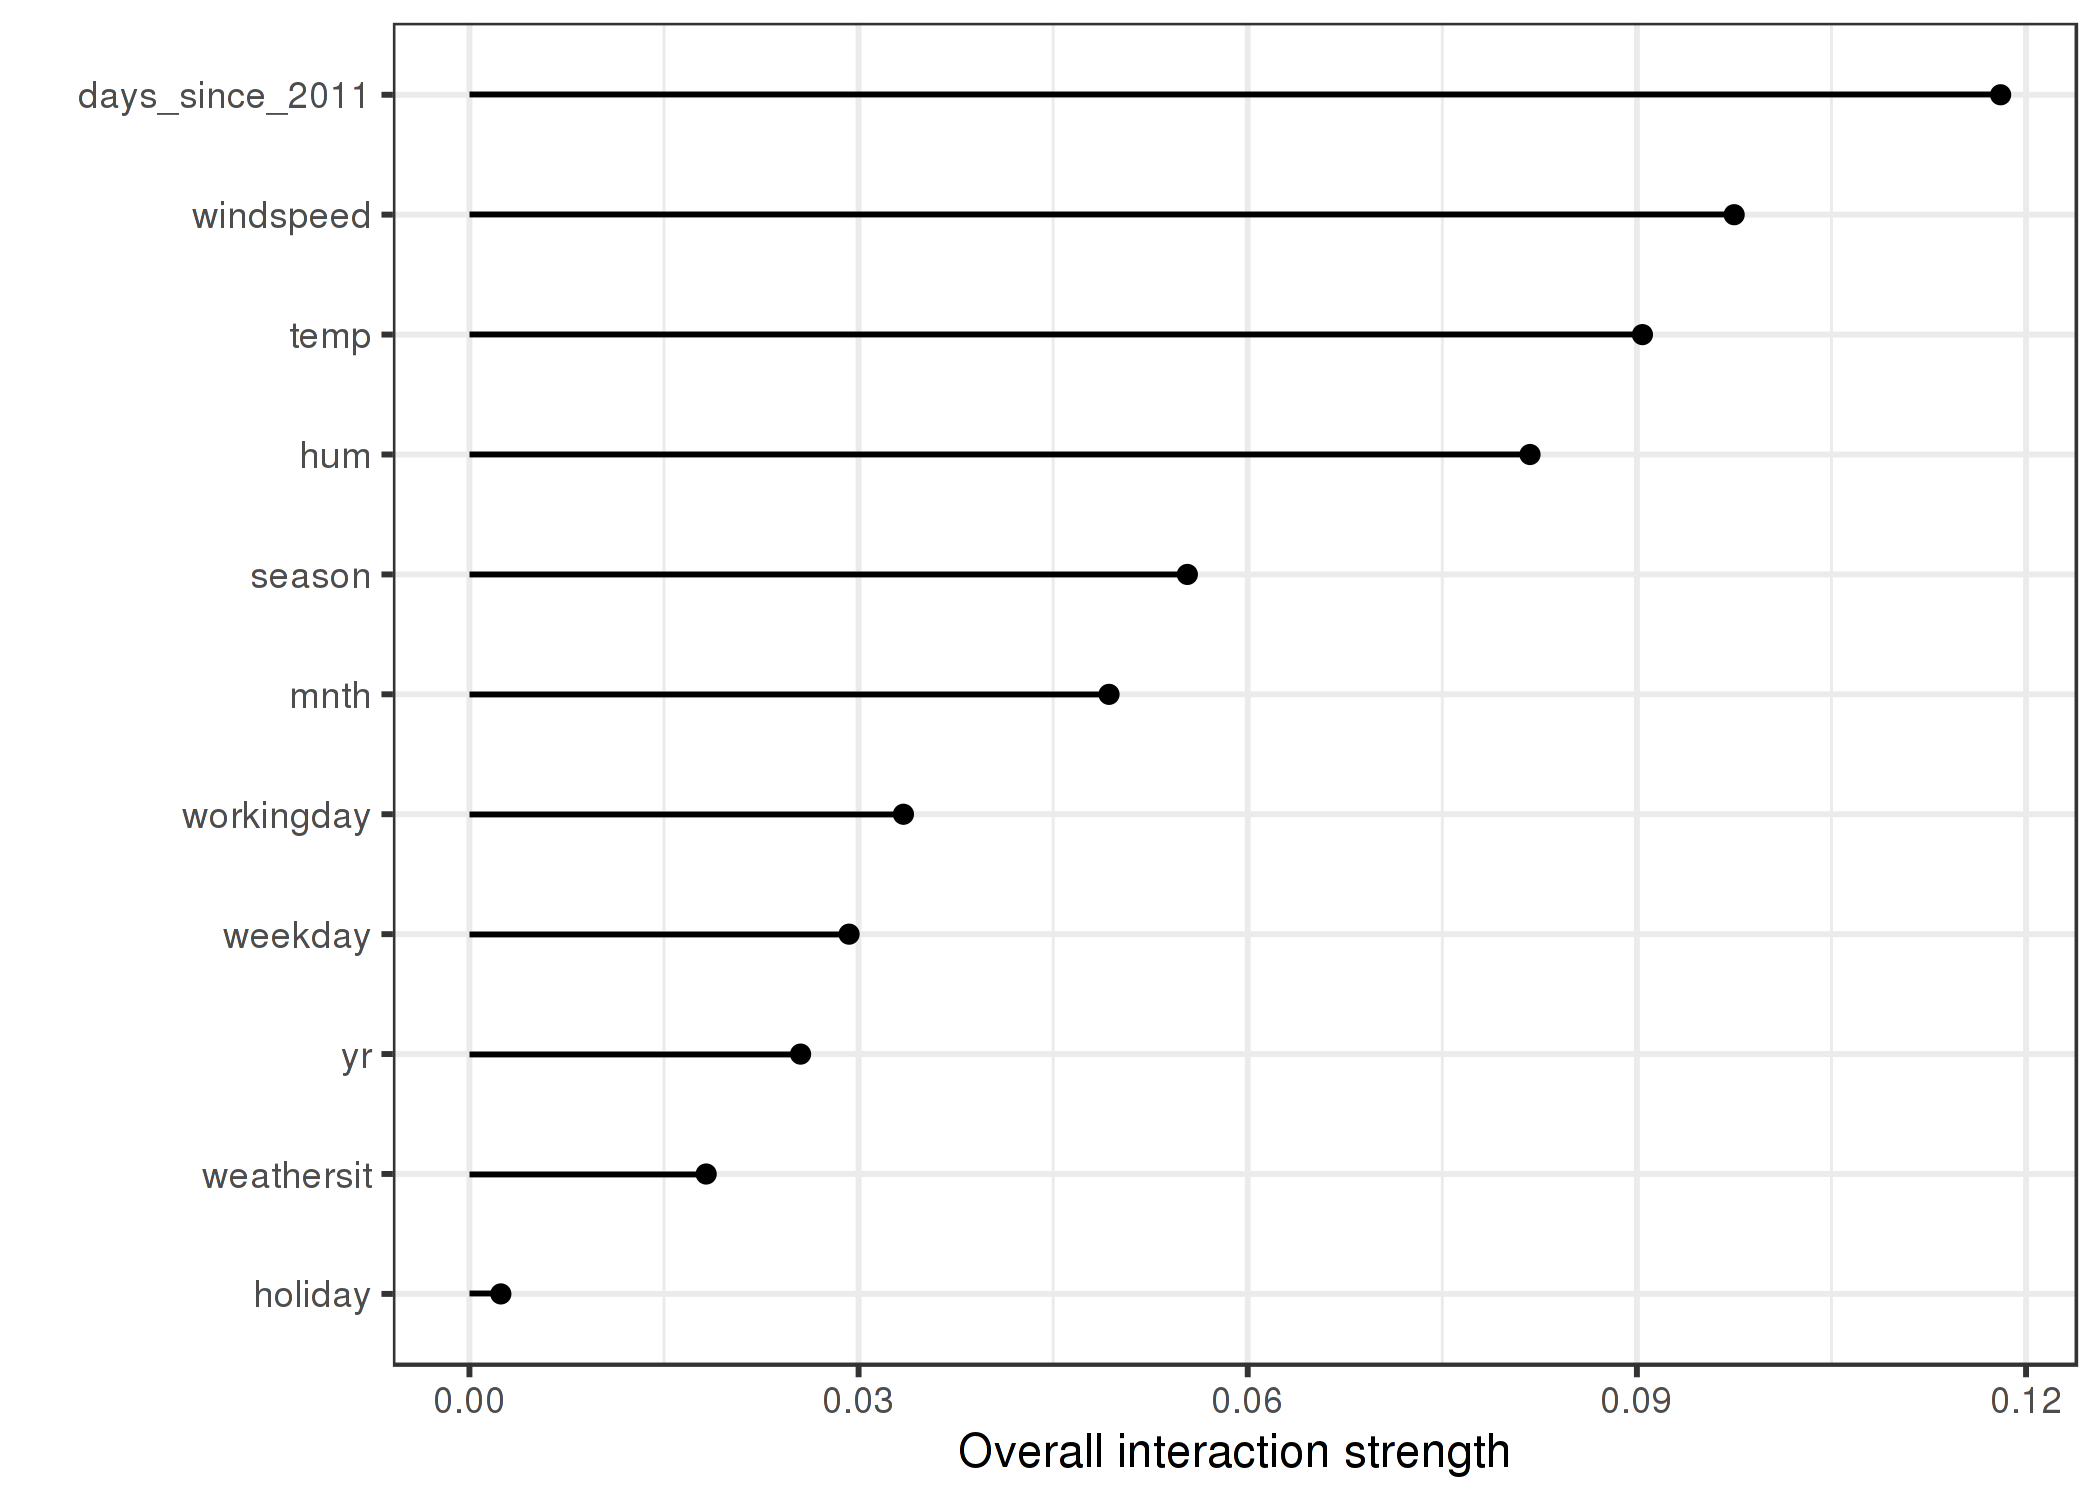 days_since_2011
windspeed
temp
hum
season
mnth
workingday
weekday
yr
weathersit
holiday
0.00 0.03 0.06 0.09 0.12
Overall interaction strength